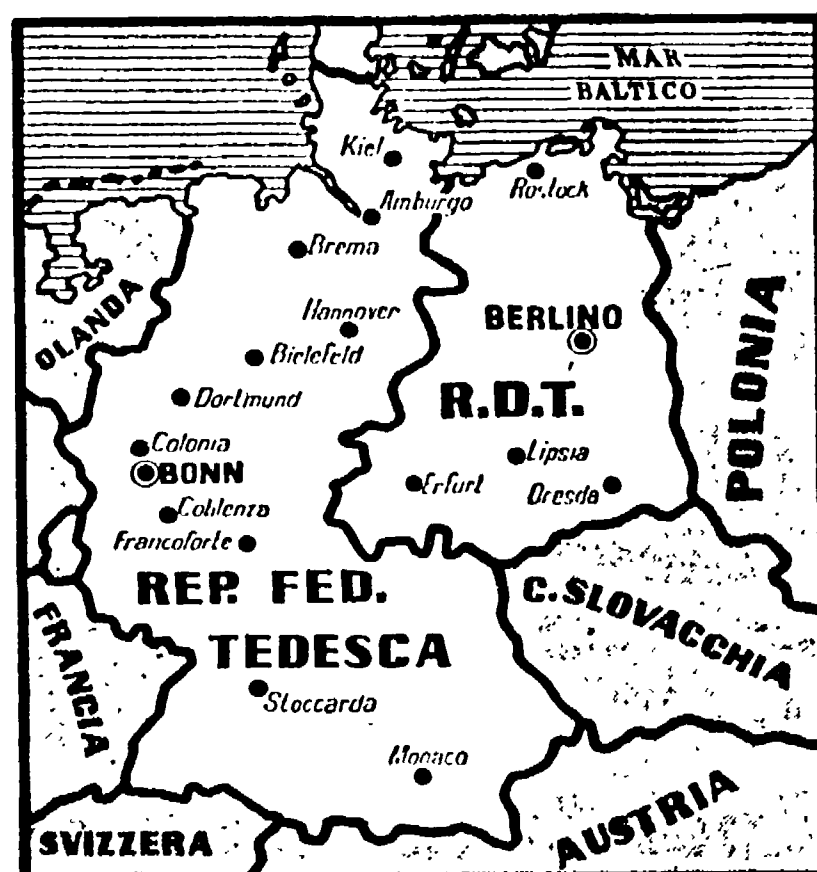 MAR
BALTICO
Kiel
Rostock
Amburgo
Brema
OLANDA
Hannover
BERLINO
Bielefeld
POLONIA
Dortmund
R.D.T.
Colonia
Lipsia
BONN
Erfurt
Dresda
Coblenza
Francoforte
REP. FED.
TEDESCA
C.SLOVACCHIA
FRANCIA
Stoccarda
Monaco
SVIZZERA
AUSTRIA